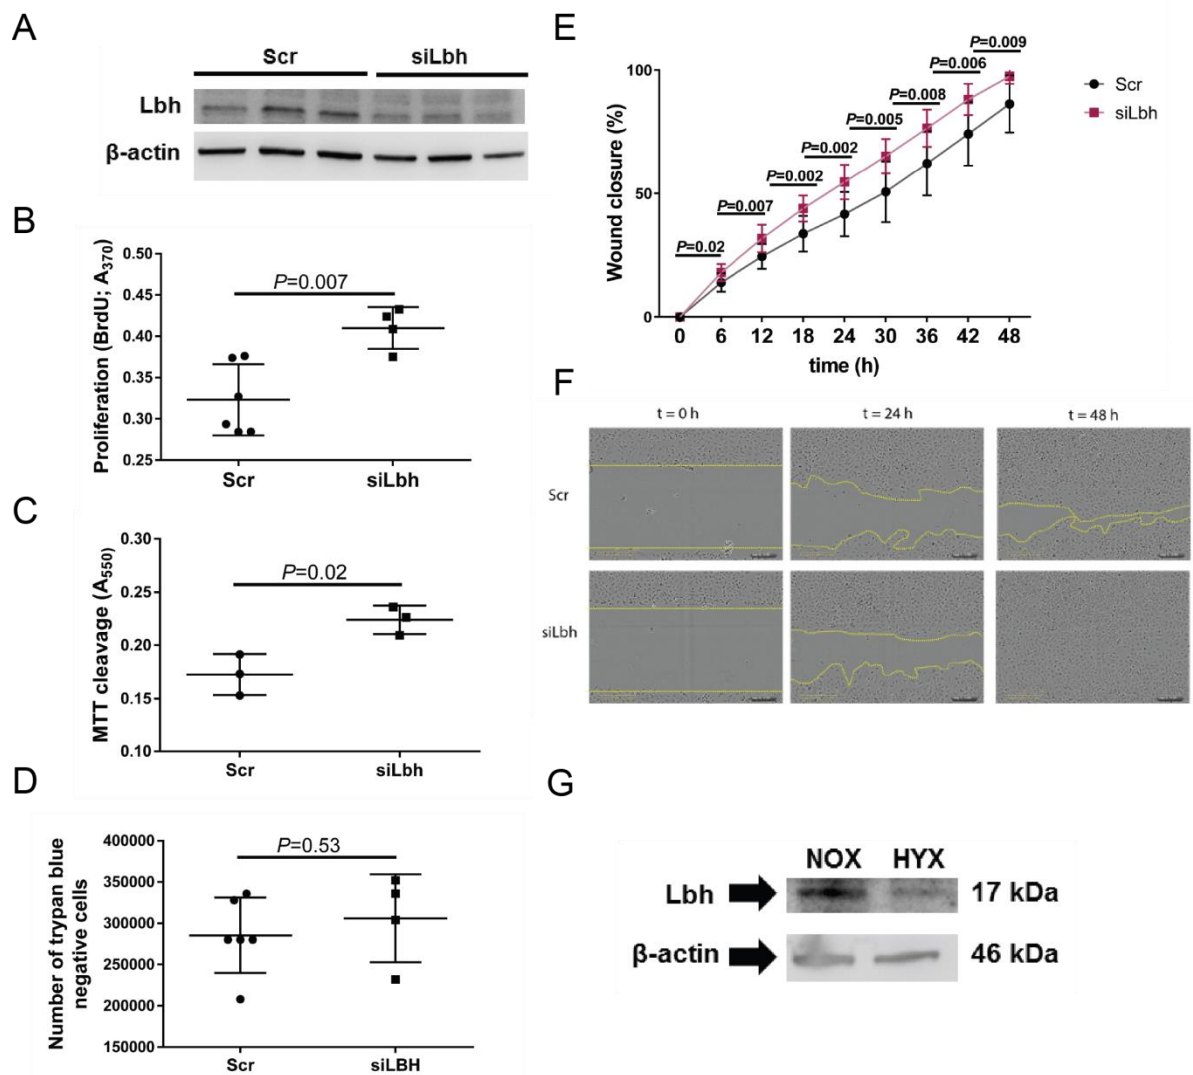 A
Scr siLbh
Lbh
β-actin
B
Proliferation (BrdU; A370)
0.50
0.45
0.40
0.35
0.30
0.25
P=0.007
Scr siLbh
C
MTT cleavage (A550)
0.30
0.25
0.20
0.15
0.10
P=0.02
Scr siLbh
D
Number of trypan blue
negative cells
400000
350000
300000
250000
200000
150000
P=0.53
Scr siLBH
E
Wound closure (%)
100
50
0
P=0.02
P=0.007
P=0.002
P=0.002
P=0.005
P=0.008
P=0.006
P=0.009
Scr
siLbh
0 6 12 18 24 30 36 42 48
time (h)
F
t = 0 h t = 24 h t = 48 h
Scr
siLbh
G
NOX HYX
Lbh 17 kDa
β-actin 46 kDa